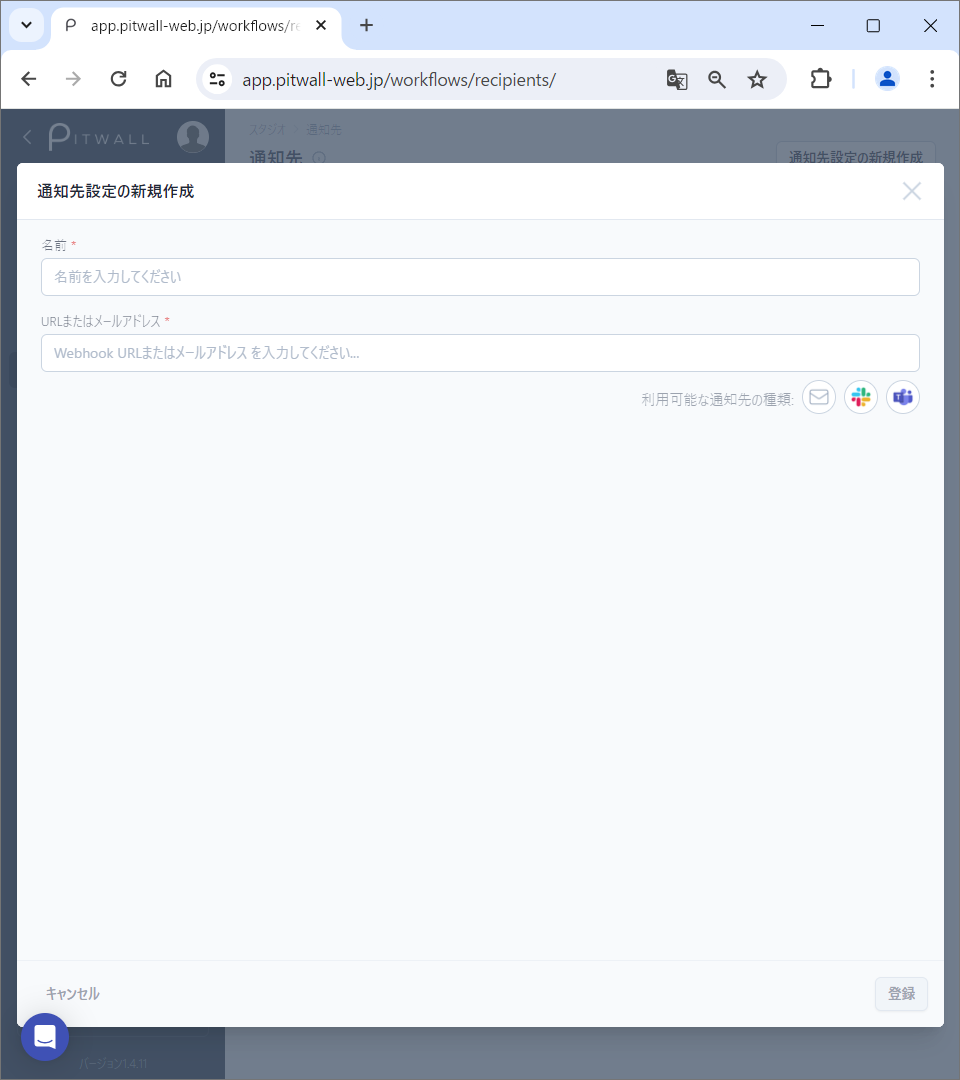 app.pitwall-web.jp/workflows/re
app.pitwall-web.jp/workflows/recipients/
PITWALL
スタジオ 通知先
通知先
通知先設定の新規作成
通知先設定の新規作成
名前 *
名前を入力してください
URLまたはメールアドレス *
Webhook URLまたはメールアドレス を入力してください...
利用可能な通知先の種類:
キャンセル
登録
バージョン1.4.11